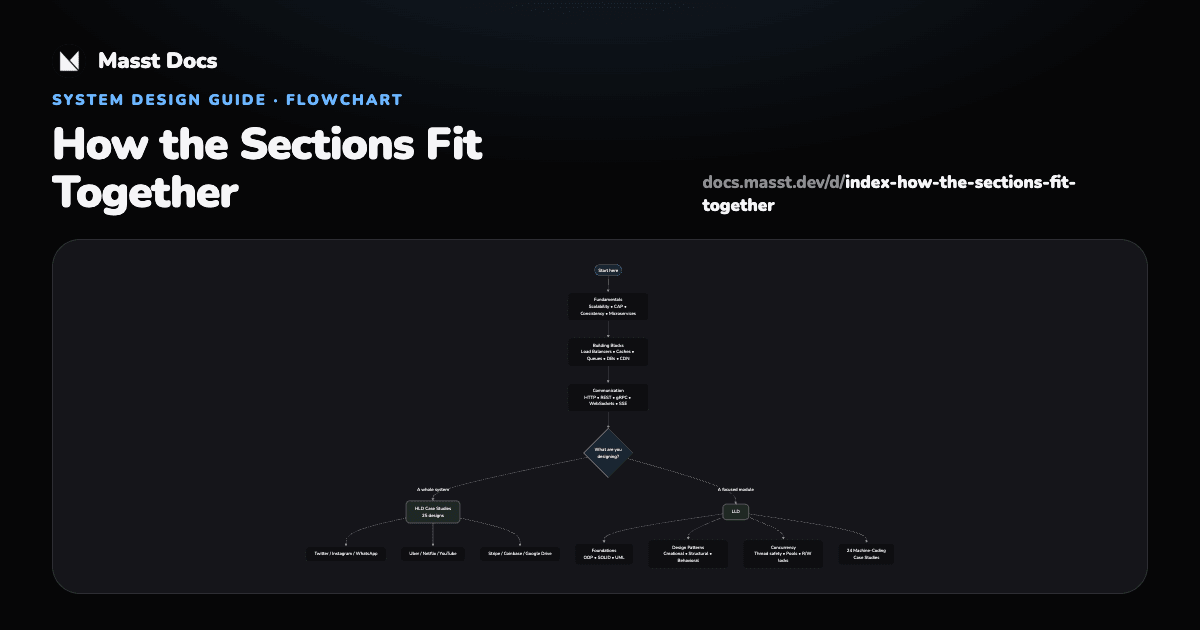 Masst Docs
SYSTEM DESIGN GUIDE · FLOWCHART
How the Sections Fit
Together
docs.masst.dev/d/index-how-the-sections-fit-
together
Start here
Fundamentals
Scalability • CAP •
Consistency • Microservices
Building Blocks
Load Balancers • Caches •
Queues • DBs • CDN
Communication
HTTP • REST • gRPC •
WebSockets • SSE
What are you
designing?
A whole system
A focused module
HLD Case Studies
25 designs
LLD
Twitter / Instagram / WhatsApp
Uber / Netflix / YouTube
Stripe / Coinbase / Google Drive
Foundations
OOP • SOLID • UML
Design Patterns
Creational • Structural •
Behavioral
Concurrency
Thread safety • Pools • R/W
locks
24 Machine-Coding
Case Studies